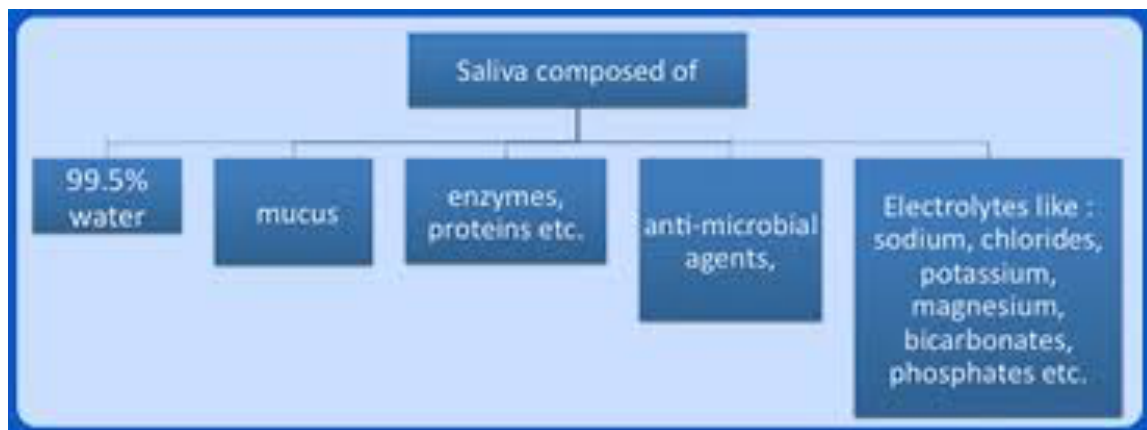 Saliva composed of
99.5%
water
mucus
enzymes,
proteins etc.
anti-microbial
agents,
Electrolytes like :
sodium, chlorides,
potassium,
magnesium,
bicarbonates,
phosphates etc.